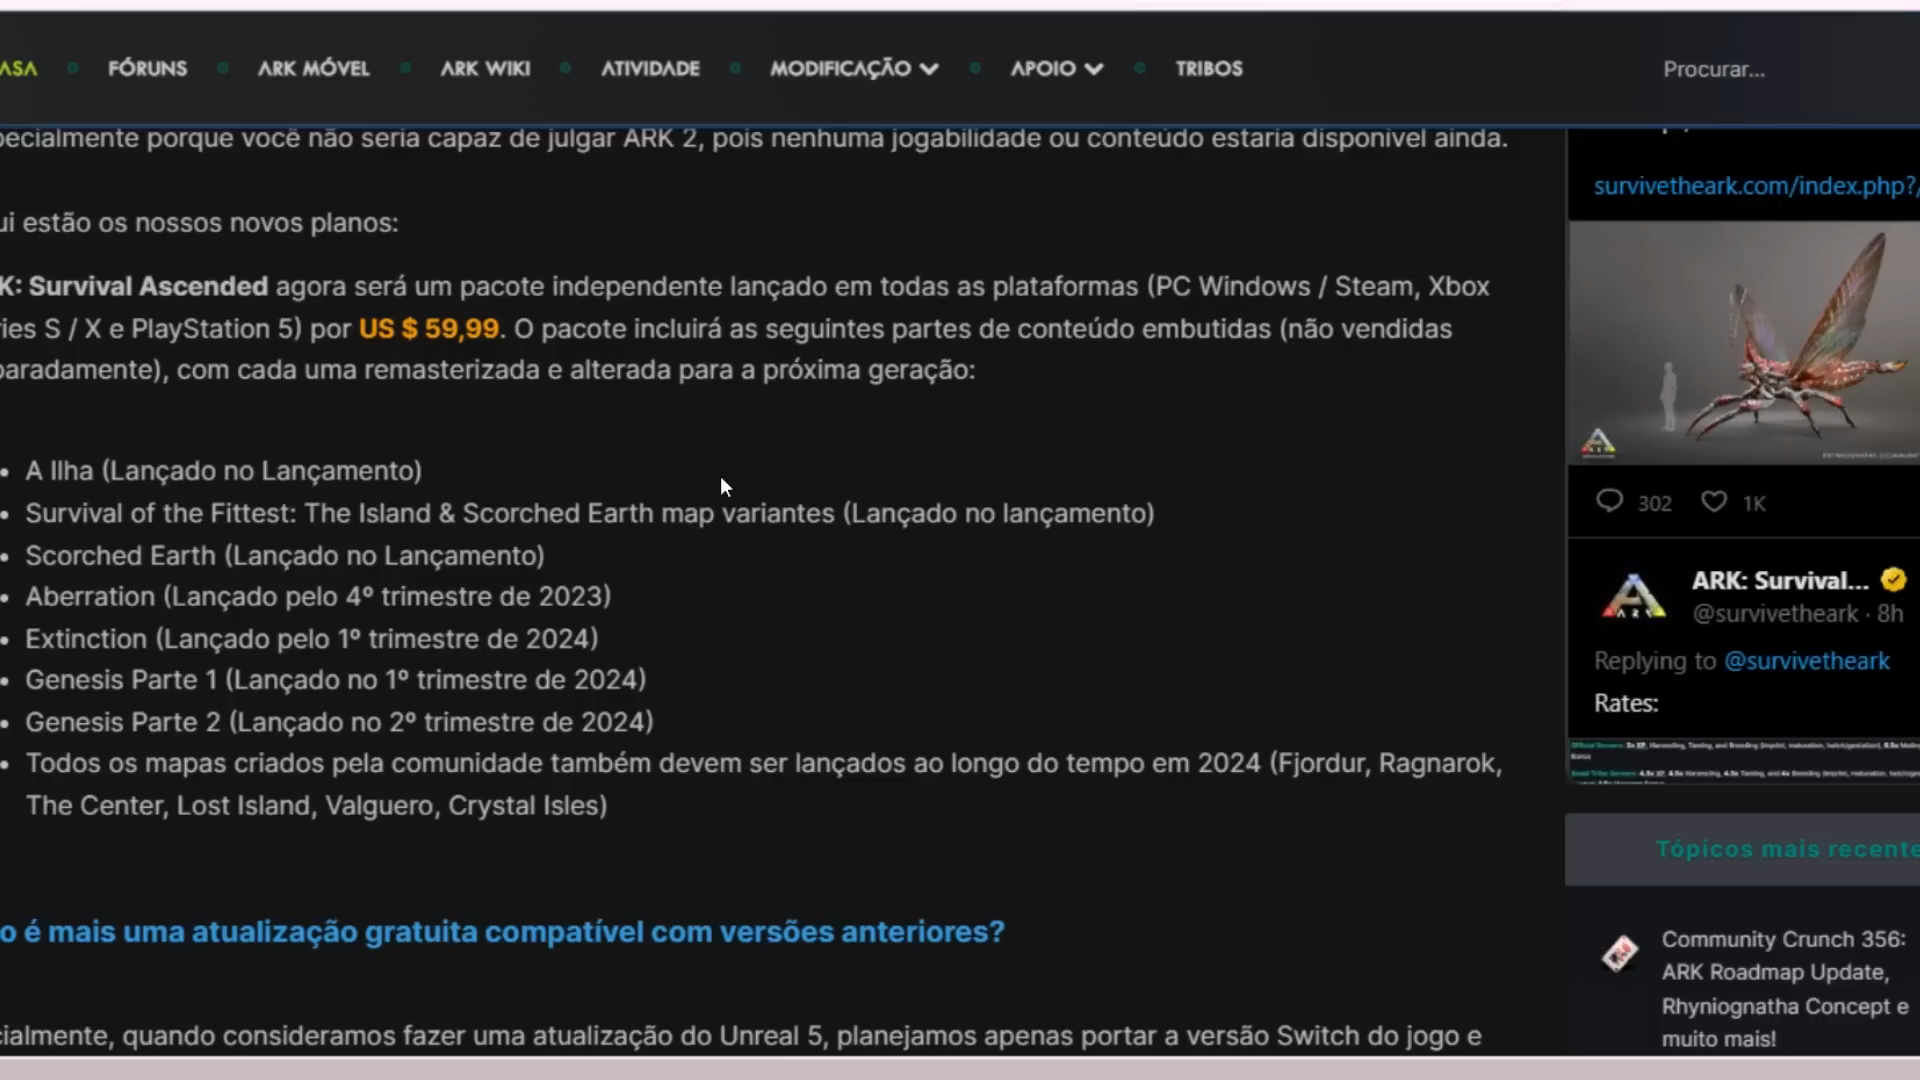 ASA
FÓRUNS
ARK MÓVEL
ARK WIKI
ATIVIDADE
MODIFICAÇÃO
APOIO
TRIBOS
Procurar...
pecialmente porque você não seria capaz de julgar ARK 2, pois nenhuma jogabilidade ou conteúdo estaria disponível ainda.
ui estão os nossos novos planos:
K: Survival Ascended agora será um pacote independente lançado em todas as plataformas (PC Windows / Steam, Xbox
ries S / X e PlayStation 5) por US $ 59,99. O pacote incluirá as seguintes partes de conteúdo embutidas (não vendidas
paradamente), com cada uma remasterizada e alterada para a próxima geração:
• A Ilha (Lançado no Lançamento)
• Survival of the Fittest: The Island & Scorched Earth map variantes (Lançado no lançamento)
• Scorched Earth (Lançado no Lançamento)
• Aberration (Lançado pelo 4º trimestre de 2023)
• Extinction (Lançado pelo 1º trimestre de 2024)
• Genesis Parte 1 (Lançado no 1º trimestre de 2024)
• Genesis Parte 2 (Lançado no 2º trimestre de 2024)
• Todos os mapas criados pela comunidade também devem ser lançados ao longo do tempo em 2024 (Fjordur, Ragnarok,
The Center, Lost Island, Valguero, Crystal Isles)
o é mais uma atualização gratuita compatível com versões anteriores?
cialmente, quando consideramos fazer uma atualização do Unreal 5, planejamos apenas portar a versão Switch do jogo e
survivetheark.com/index.php?/
302 1K
ARK: Survival...
@survivetheark · 8h
Replying to @survivetheark
Rates:
Tópicos mais recente
Community Crunch 356:
ARK Roadmap Update,
Rhyniognatha Concept e
muito mais!